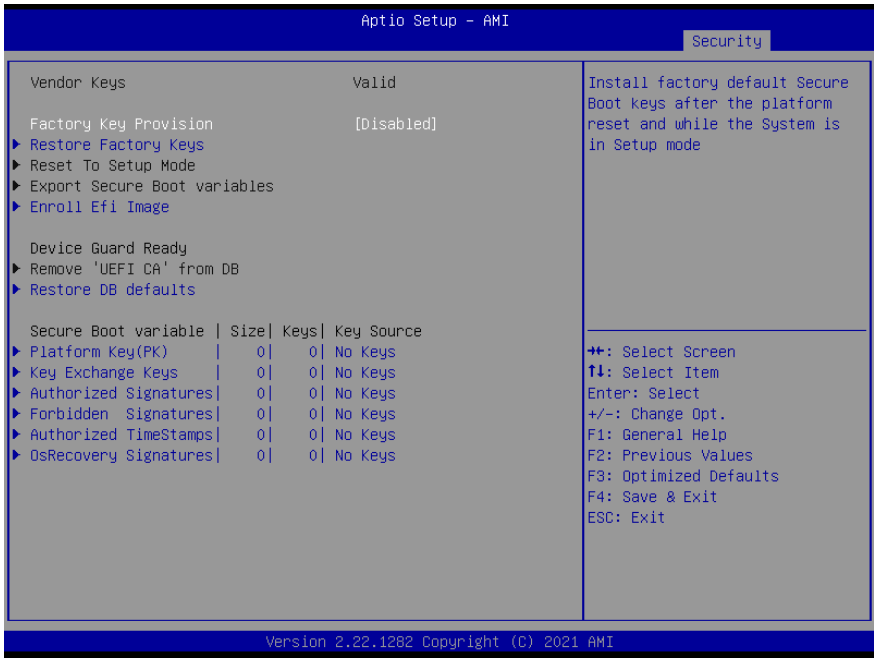 Aptio Setup – AMI
Security
Vendor Keys Valid
Factory Key Provision [Disabled]
Restore Factory Keys
Reset To Setup Mode
Export Secure Boot variables
Enroll Efi Image
Device Guard Ready
Remove 'UEFI CA' from DB
Restore DB defaults
Secure Boot variable | Size| Keys| Key Source
Platform Key(PK) | 0| 0| No Keys
Key Exchange Keys | 0| 0| No Keys
Authorized Signatures| 0| 0| No Keys
Forbidden Signatures| 0| 0| No Keys
Authorized TimeStamps| 0| 0| No Keys
OsRecovery Signatures| 0| 0| No Keys
Install factory default Secure
Boot keys after the platform
reset and while the System is
in Setup mode
→←: Select Screen
↑↓: Select Item
Enter: Select
+/-: Change Opt.
F1: General Help
F2: Previous Values
F3: Optimized Defaults
F4: Save & Exit
ESC: Exit
Version 2.22.1282 Copyright (C) 2021 AMI